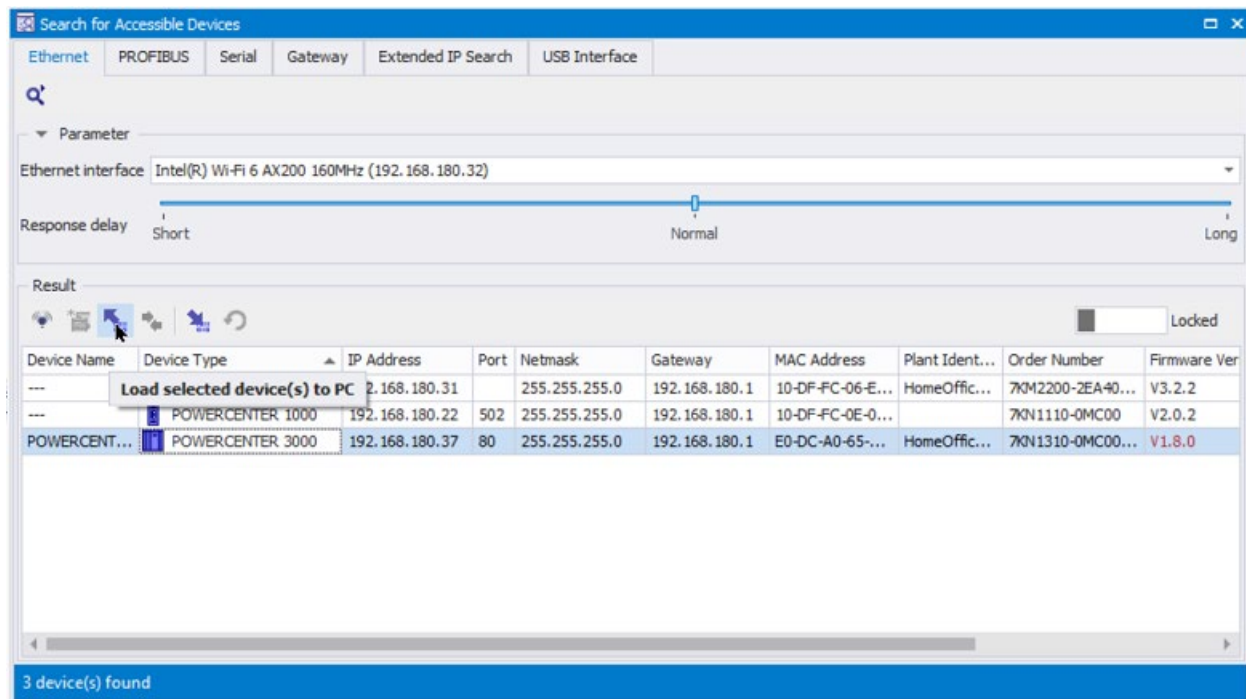 Search for Accessible Devices
Ethernet PROFIBUS Serial Gateway Extended IP Search USB Interface
Parameter
Ethernet interface Intel(R) Wi-Fi 6 AX200 160MHz (192.168.180.32)
Response delay
Short Normal Long
Result
Locked
Device Name Device Type IP Address Port Netmask Gateway MAC Address Plant Ident... Order Number Firmware Ver
--- 2.168.180.31 255.255.255.0 192.168.180.1 10-DF-FC-06-E... HomeOffic... 7KM2200-2EA40... V3.2.2
Load selected device(s) to PC
--- POWERCENTER 1000 192.168.180.22 502 255.255.255.0 192.168.180.1 10-DF-FC-0E-0... 7KN1110-0MC00 V2.0.2
POWERCENT... POWERCENTER 3000 192.168.180.37 80 255.255.255.0 192.168.180.1 E0-DC-A0-65-... HomeOffic... 7KN1310-0MC00... V1.8.0
3 device(s) found